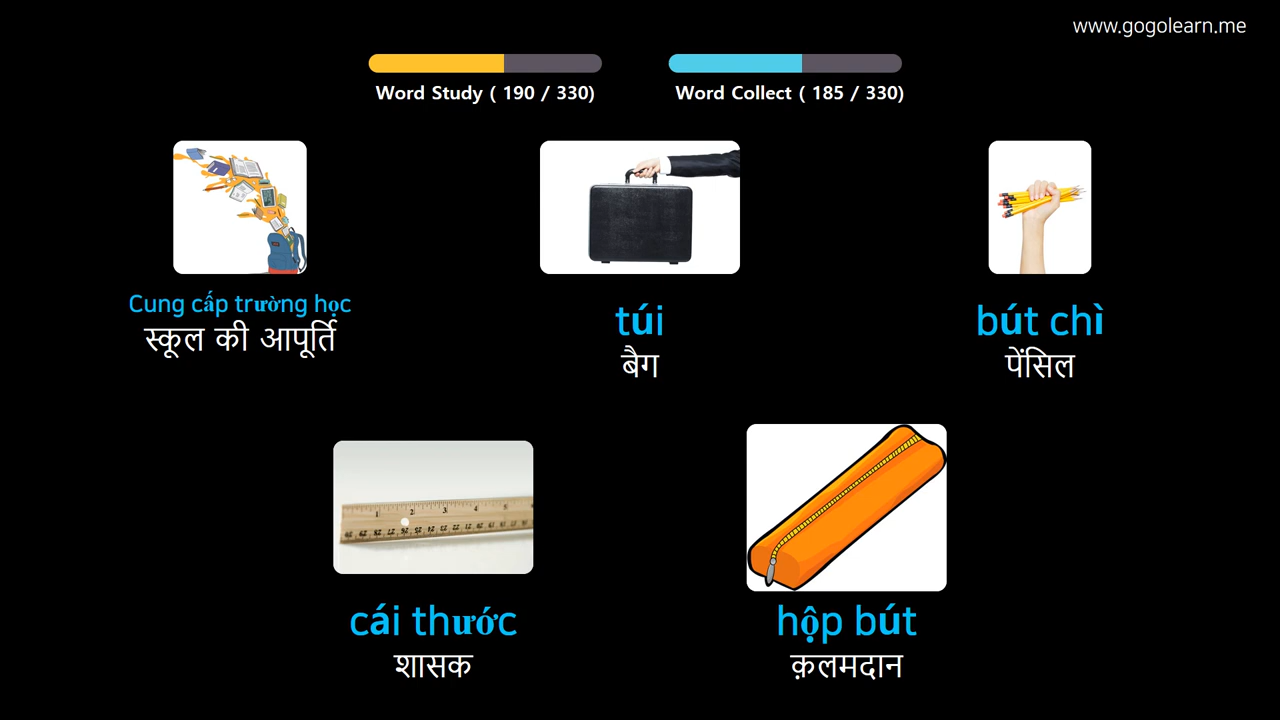 www.gogolearn.me
Word Study ( 190 / 330)
Word Collect ( 185 / 330)
Cung cấp trường học
स्कूल की आपूर्ति
túi
बैग
bút chì
पेंसिल
cái thước
शासक
hộp bút
क़लमदान